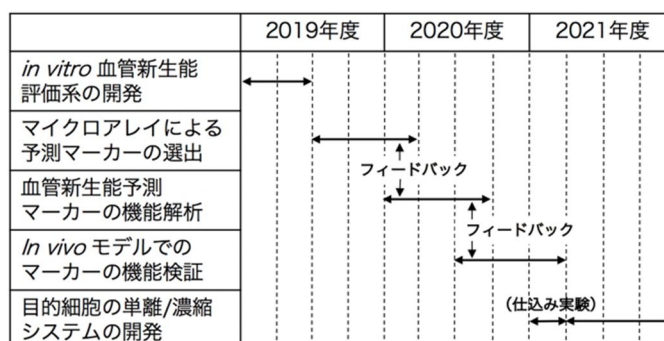 2019年度 2020年度 2021年度
in vitro 血管新生能
評価系の開発
マイクロアレイによる
予測マーカーの選出
フィードバック
血管新生能予測
マーカーの機能解析
フィードバック
In vivo モデルでの
マーカーの機能検証
(仕込み実験)
目的細胞の単離/濃縮
システムの開発